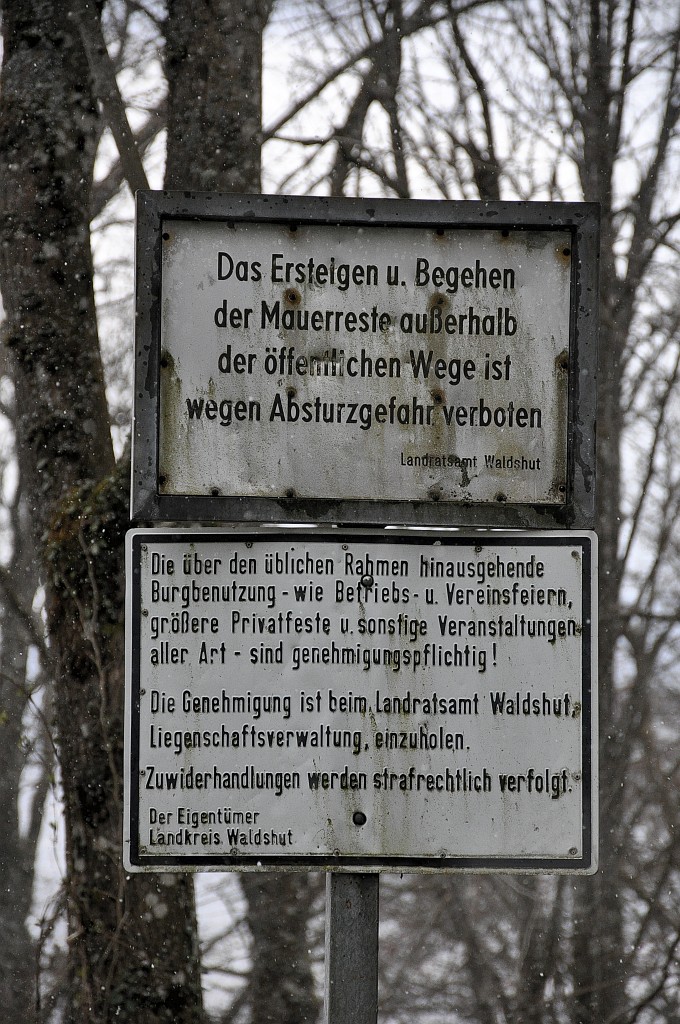 Das Ersteigen u. Begehen
der Mauerreste außerhalb
der öffentlichen Wege ist
wegen Absturzgefahr verboten
Landratsamt Waldshut
Die über den üblichen Rahmen hinausgehende
Burgbenutzung - wie Betriebs- u. Vereinsfeiern,
größere Privatfeste u. sonstige Veranstaltungen
aller Art - sind genehmigungspflichtig!
Die Genehmigung ist beim Landratsamt Waldshut,
Liegenschaftsverwaltung, einzuholen.
Zuwiderhandlungen werden strafrechtlich verfolgt.
Der Eigentümer
Landkreis Waldshut